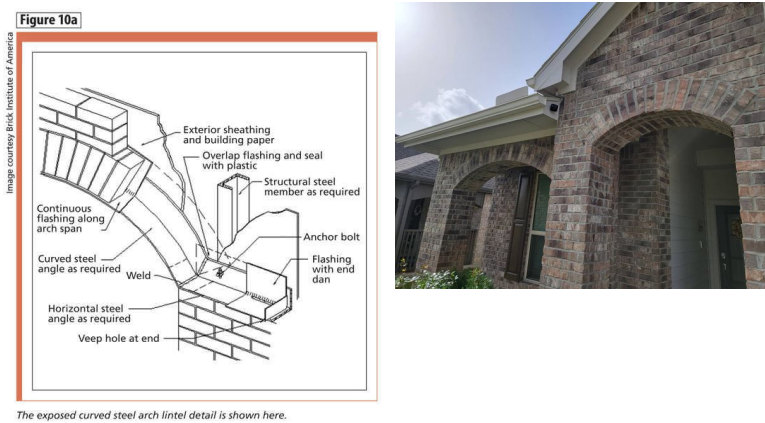 Figure 10a
Image courtesy Brick Institute of America
Exterior sheathing
and building paper
Overlap flashing and seal
with plastic
Structural steel
member as required
Continuous
flashing along
arch span
Anchor bolt
Curved steel
angle as required
Weld
Flashing
with end
dan
Horizontal steel
angle as required
Veep hole at end
The exposed curved steel arch lintel detail is shown here.